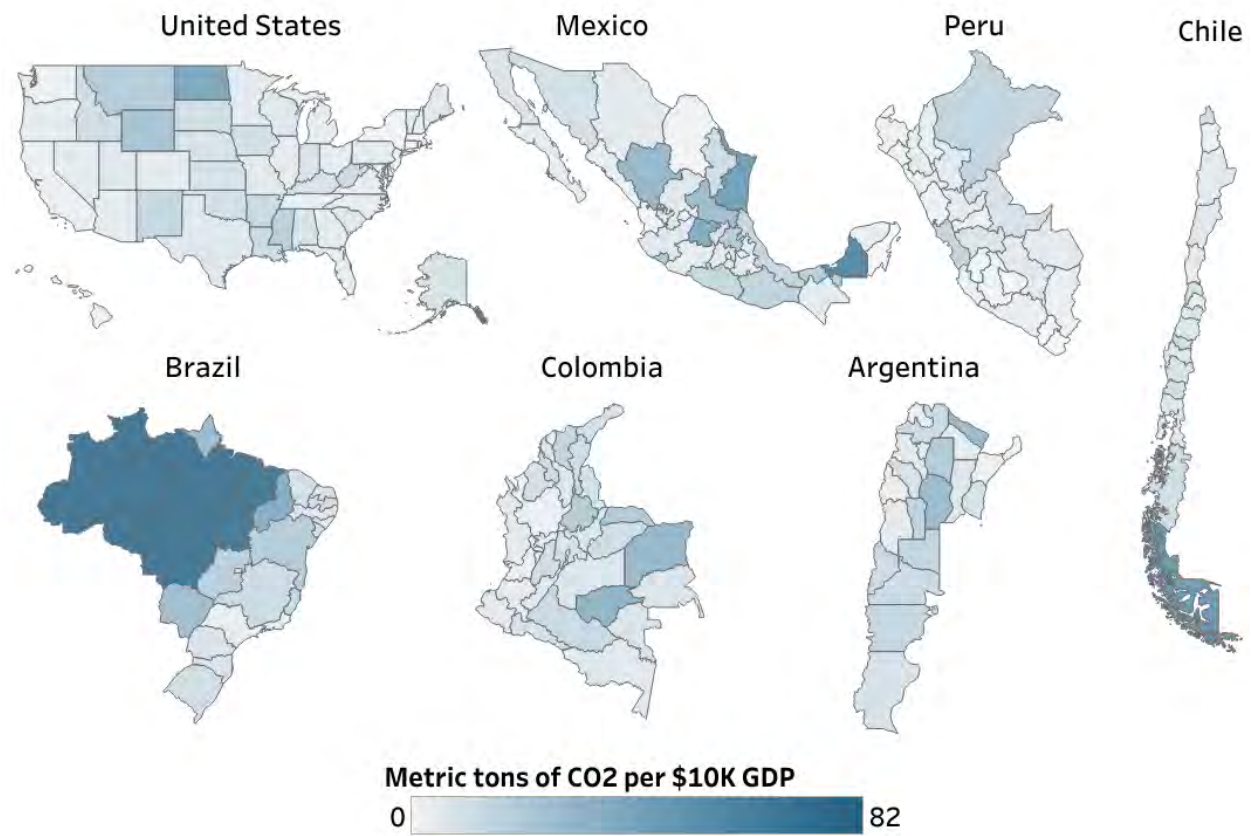 United States
Mexico
Peru
Chile
Brazil
Colombia
Argentina
Metric tons of CO2 per $10K GDP
0
82